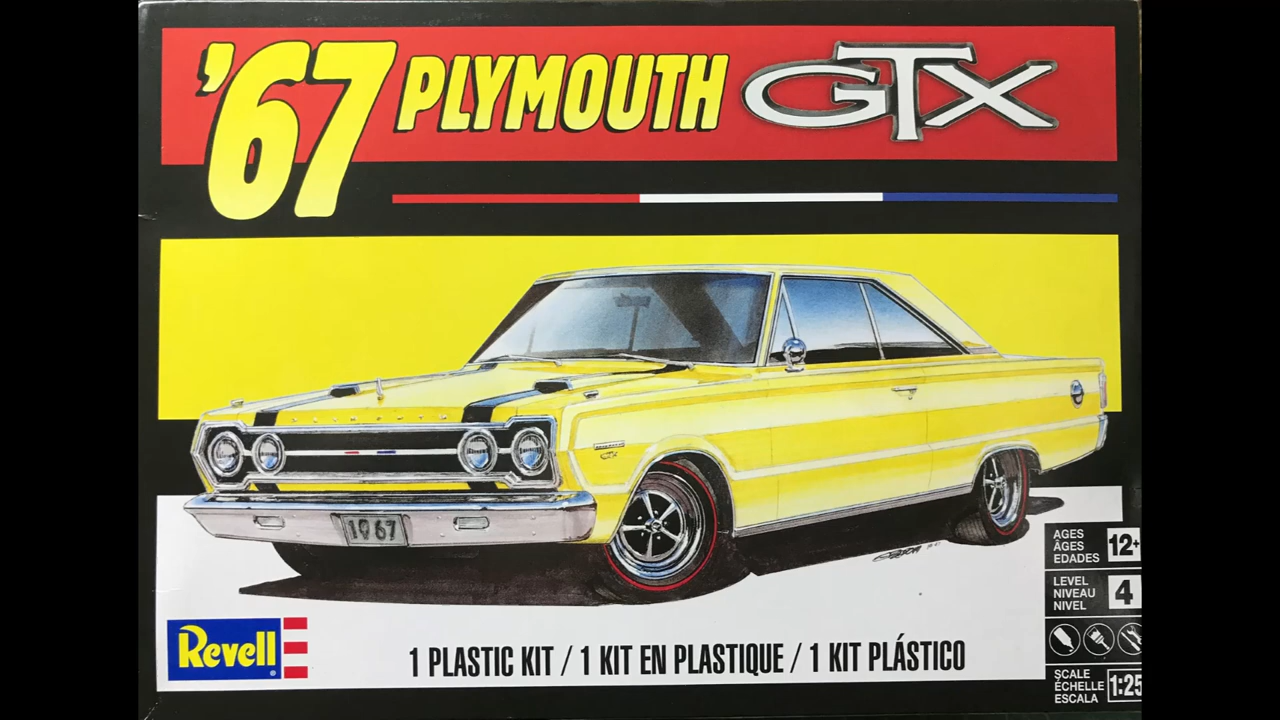 '67 PLYMOUTH GTX
PLYMOUTH
GTX
1967
Revell
1 PLASTIC KIT / 1 KIT EN PLASTIQUE / 1 KIT PLÁSTICO
AGES
ÂGES
EDADES
12+
LEVEL
NIVEAU
NIVEL
4
SCALE
ÉCHELLE
ESCALA
1:25